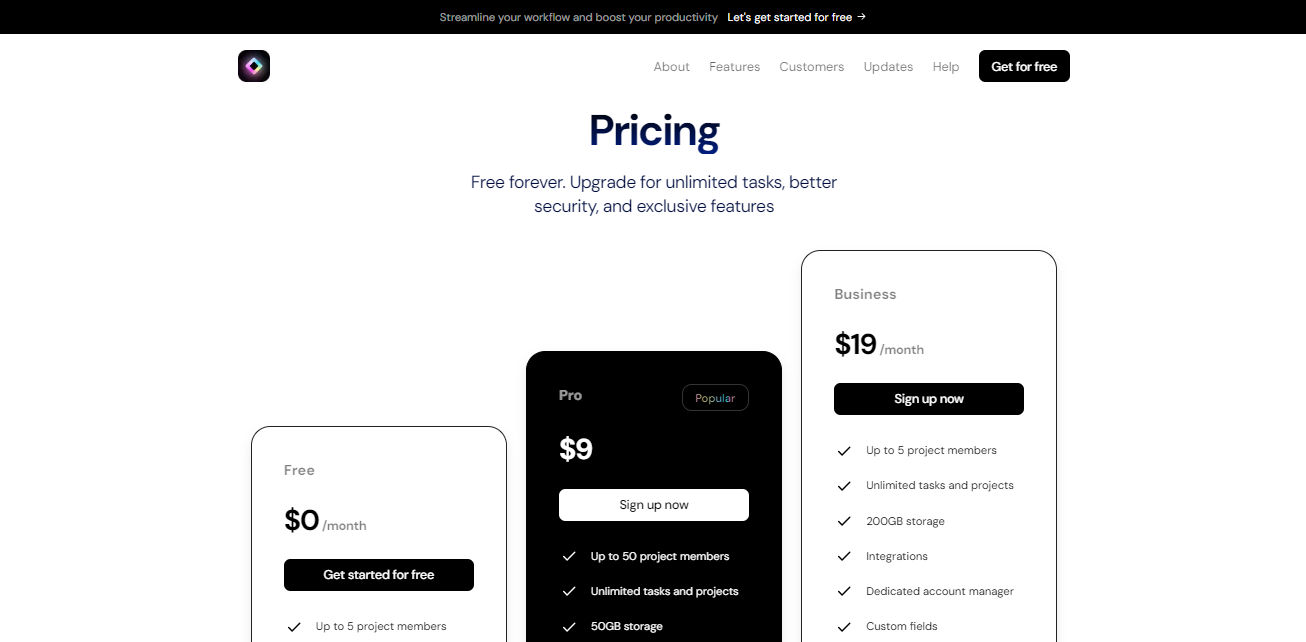 Streamline your workflow and boost your productivity Let's get started for free →
About Features Customers Updates Help Get for free
Pricing
Free forever. Upgrade for unlimited tasks, better
security, and exclusive features
Free
$0 /month
Get started for free
Up to 5 project members
Pro Popular
$9
Sign up now
Up to 50 project members
Unlimited tasks and projects
50GB storage
Business
$19 /month
Sign up now
Up to 5 project members
Unlimited tasks and projects
200GB storage
Integrations
Dedicated account manager
Custom fields